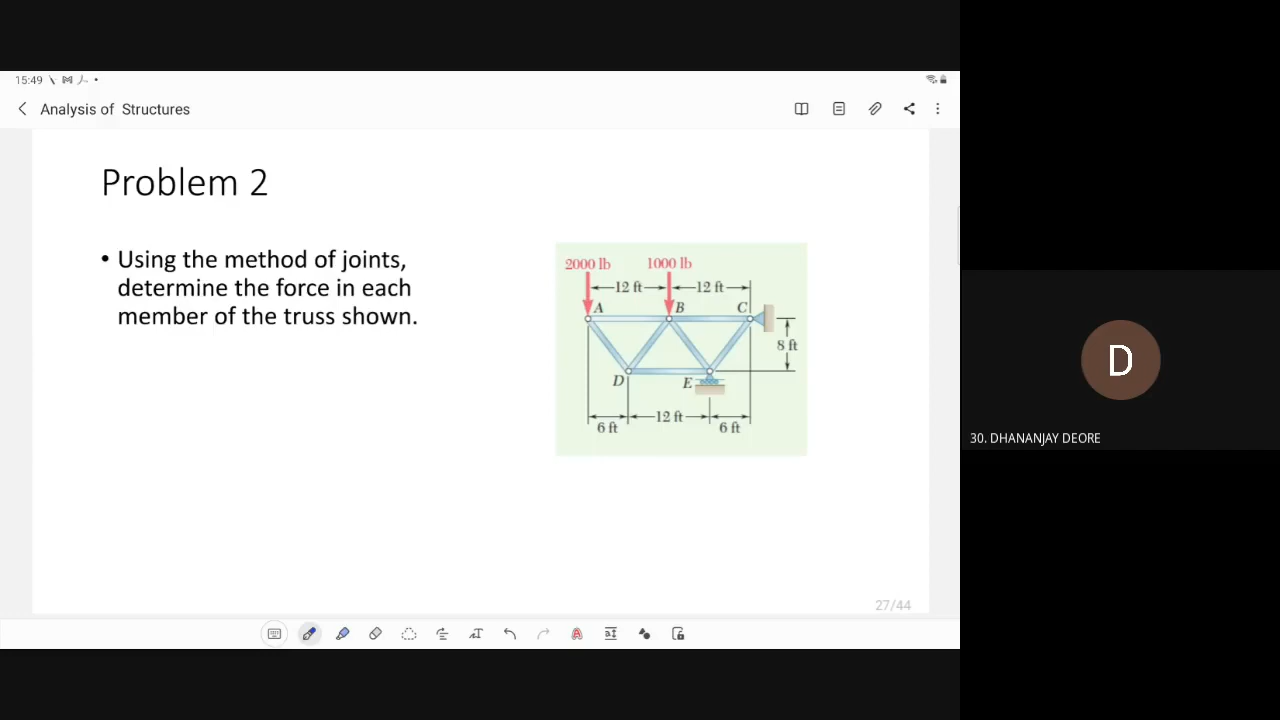 15:49
Analysis of Structures
Problem 2
• Using the method of joints,
determine the force in each
member of the truss shown.
2000 lb 1000 lb
12 ft 12 ft
A B C
8 ft
D E
6 ft 12 ft 6 ft
27/44
D
30. DHANANJAY DEORE